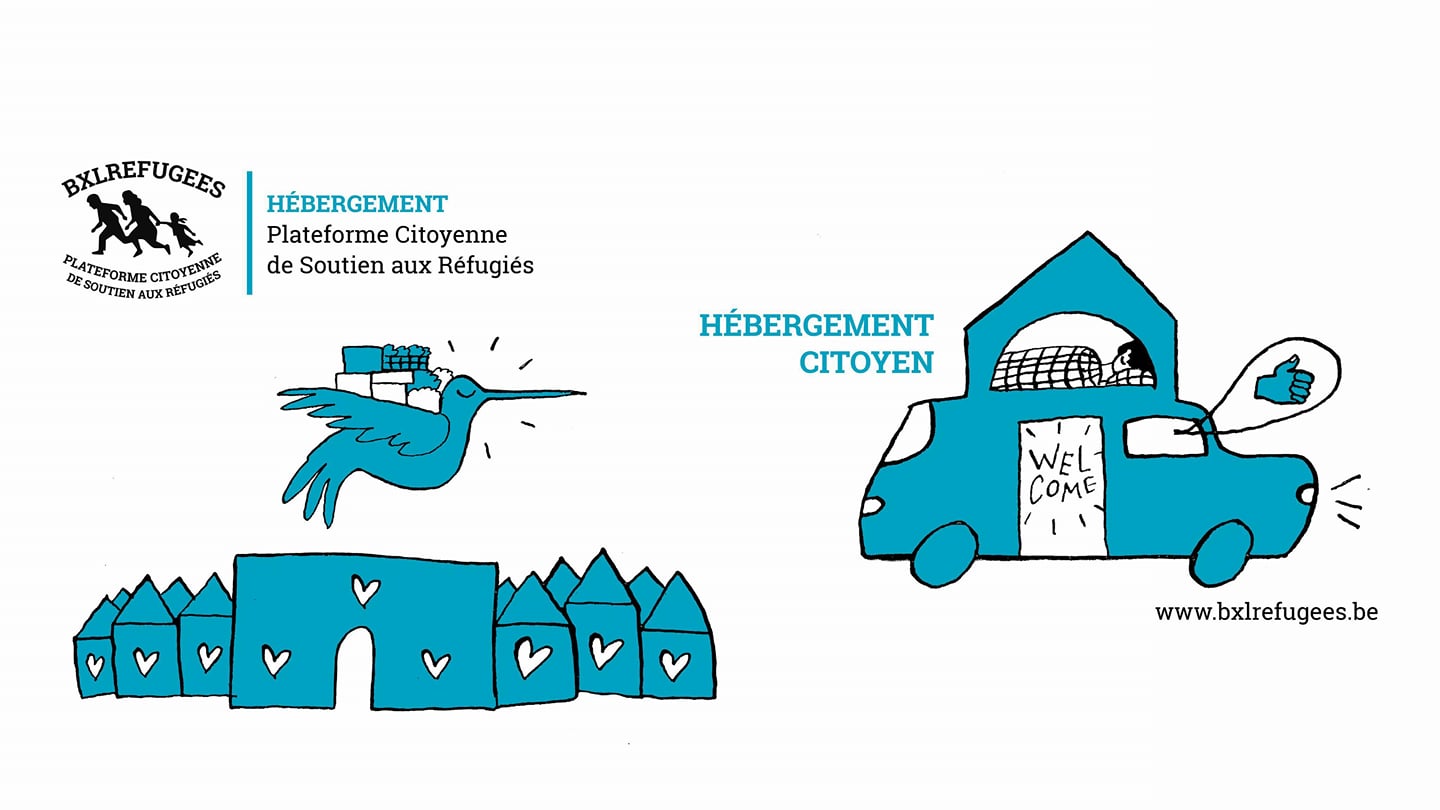 BXLREFUGEES
PLATEFORME CITOYENNE
DE SOUTIEN AUX RÉFUGIÉS
HÉBERGEMENT
Plateforme Citoyenne
de Soutien aux Réfugiés
HÉBERGEMENT
CITOYEN
WEL-
COME
www.bxlrefugees.be